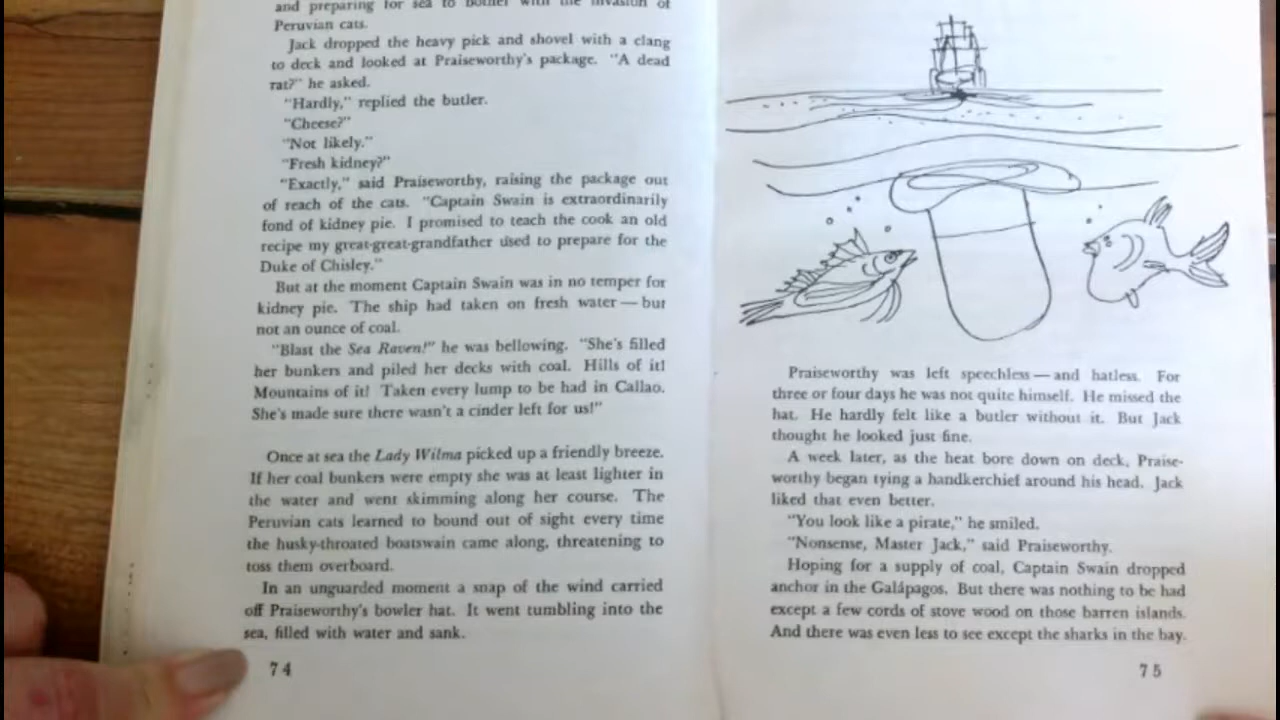 and preparing for sea to bother with the invasion of
Peruvian cats.
Jack dropped the heavy pick and shovel with a clang
to deck and looked at Praiseworthy's package. "A dead
rat?" he asked.
"Hardly," replied the butler.
"Cheese?"
"Not likely."
"Fresh kidney?"
"Exactly," said Praiseworthy, raising the package out
of reach of the cats. "Captain Swain is extraordinarily
fond of kidney pie. I promised to teach the cook an old
recipe my great-great-grandfather used to prepare for the
Duke of Chisley."
But at the moment Captain Swain was in no temper for
kidney pie. The ship had taken on fresh water — but
not an ounce of coal.
"Blast the Sea Raven!" he was bellowing. "She's filled
her bunkers and piled her decks with coal. Hills of it!
Mountains of it! Taken every lump to be had in Callao.
She's made sure there wasn't a cinder left for us!"
Once at sea the Lady Wilma picked up a friendly breeze.
If her coal bunkers were empty she was at least lighter in
the water and went skimming along her course. The
Peruvian cats learned to bound out of sight every time
the husky-throated boatswain came along, threatening to
toss them overboard.
In an unguarded moment a snap of the wind carried
off Praiseworthy's bowler hat. It went tumbling into the
sea, filled with water and sank.
74
Praiseworthy was left speechless — and hatless. For
three or four days he was not quite himself. He missed the
hat. He hardly felt like a butler without it. But Jack
thought he looked just fine.
A week later, as the heat bore down on deck, Praise-
worthy began tying a handkerchief around his head. Jack
liked that even better.
"You look like a pirate," he smiled.
"Nonsense, Master Jack," said Praiseworthy.
Hoping for a supply of coal, Captain Swain dropped
anchor in the Galápagos. But there was nothing to be had
except a few cords of stove wood on those barren islands.
And there was even less to see except the sharks in the bay.
75